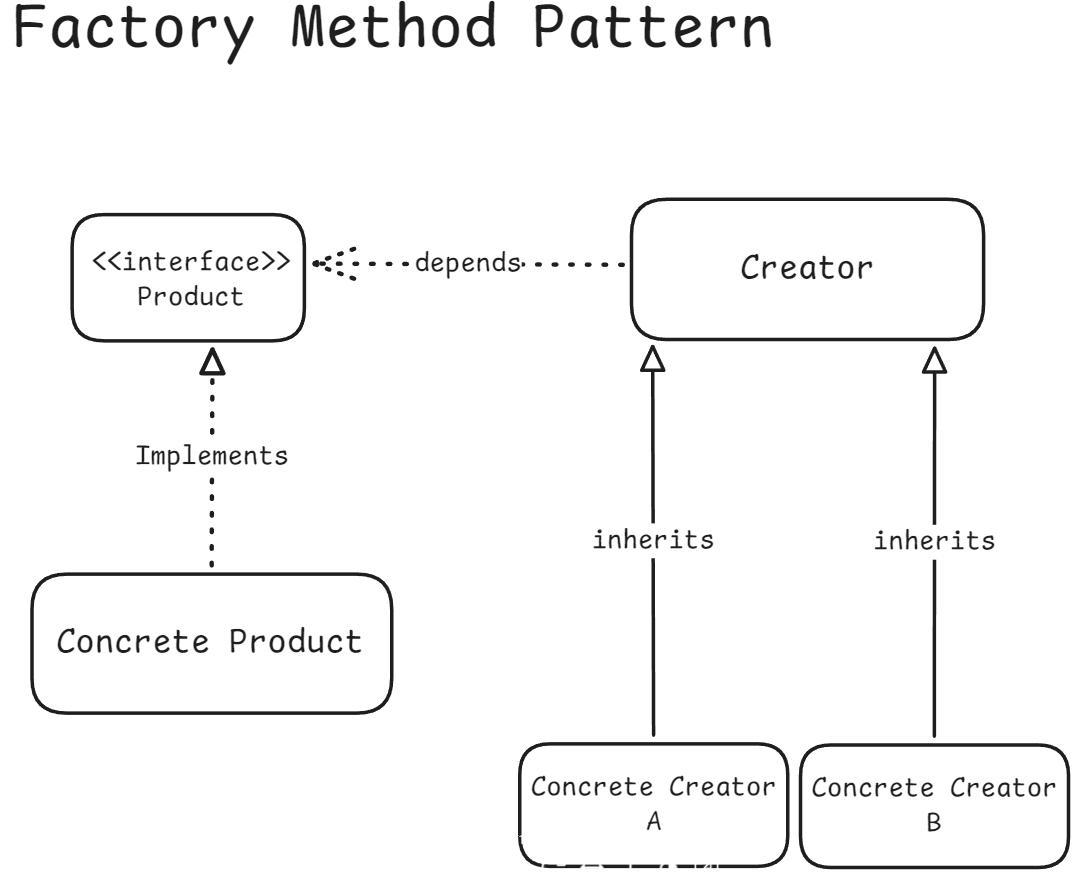 Factory Method Pattern
<<interface>>
Product
depends
Creator
Implements
inherits
inherits
Concrete Product
Concrete Creator
A
Concrete Creator
B